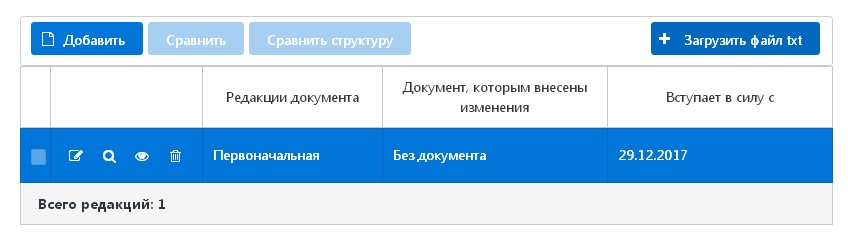 Добавить Сравнить Сравнить структуру Загрузить файл txt
Редакции документа Документ, которым внесены изменения Вступает в силу с
Первоначальная Без документа 29.12.2017
Всего редакций: 1